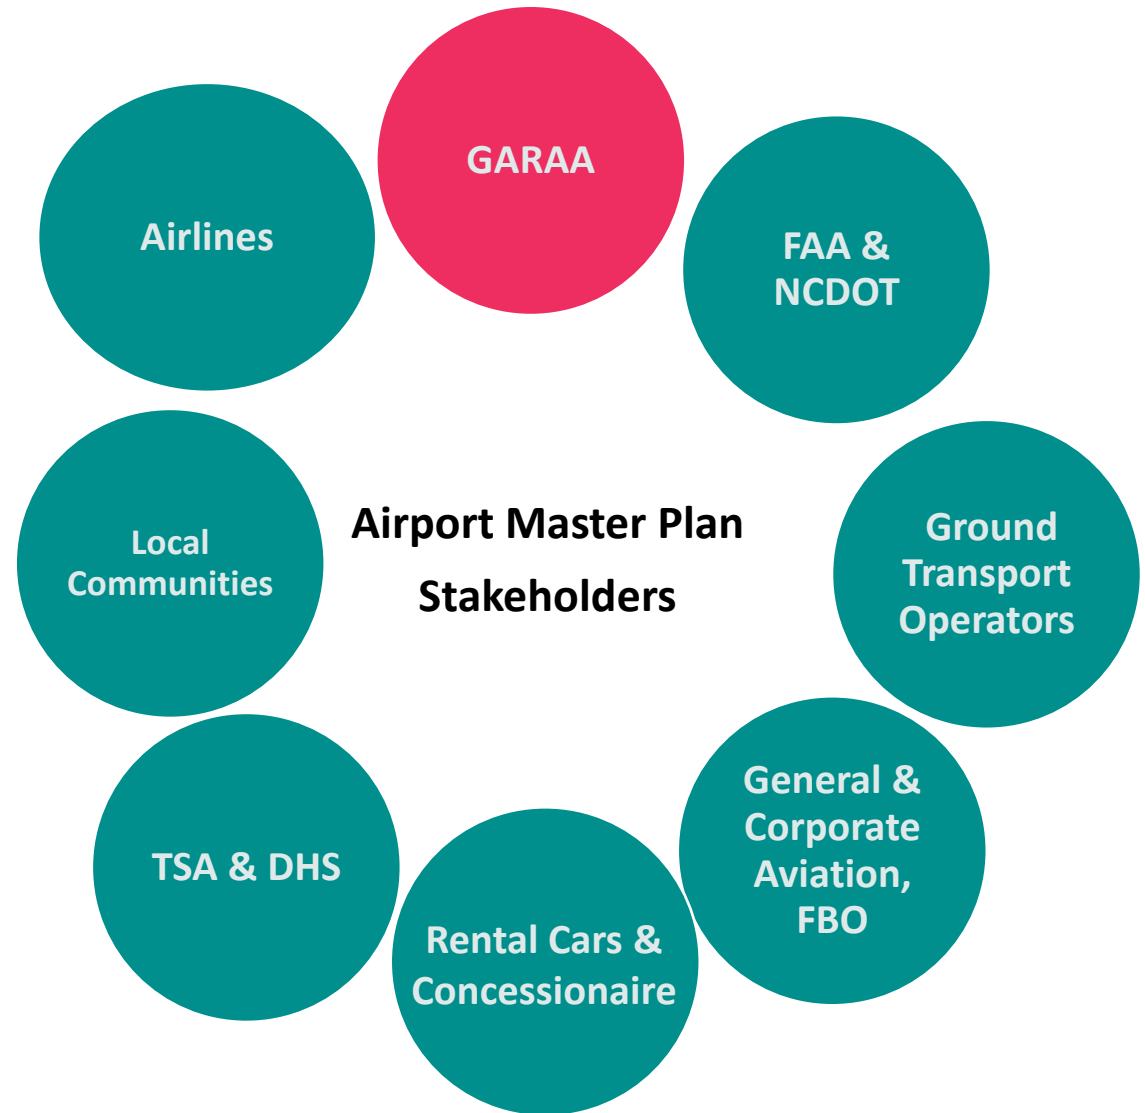 GARAA
Airlines
FAA &
NCDOT
Airport Master Plan
Stakeholders
Local
Communities
Ground
Transport
Operators
General &
Corporate
Aviation,
FBO
TSA & DHS
Rental Cars &
Concessionaire